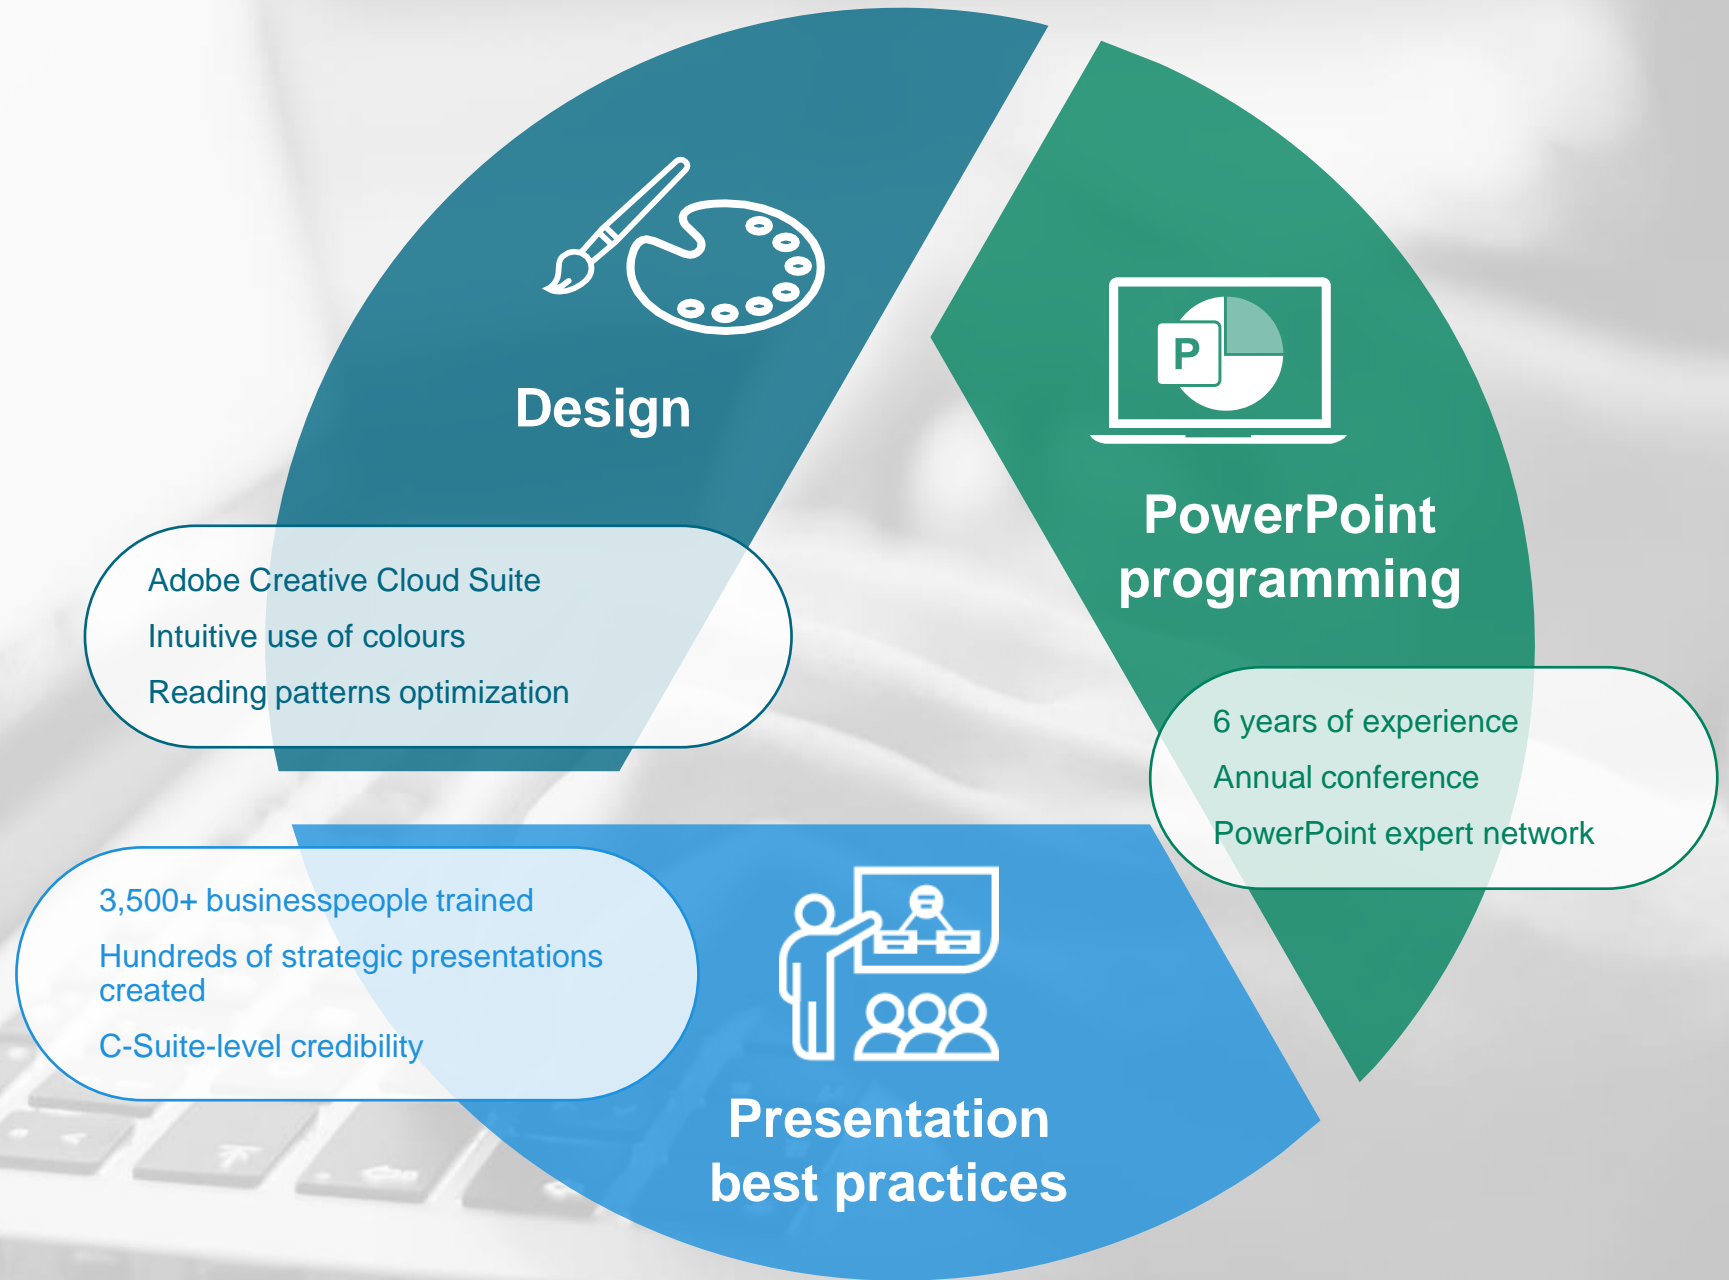 Design
Adobe Creative Cloud Suite
Intuitive use of colours
Reading patterns optimization
P
PowerPoint
programming
6 years of experience
Annual conference
PowerPoint expert network
3,500+ businesspeople trained
Hundreds of strategic presentations
created
C-Suite-level credibility
Presentation
best practices